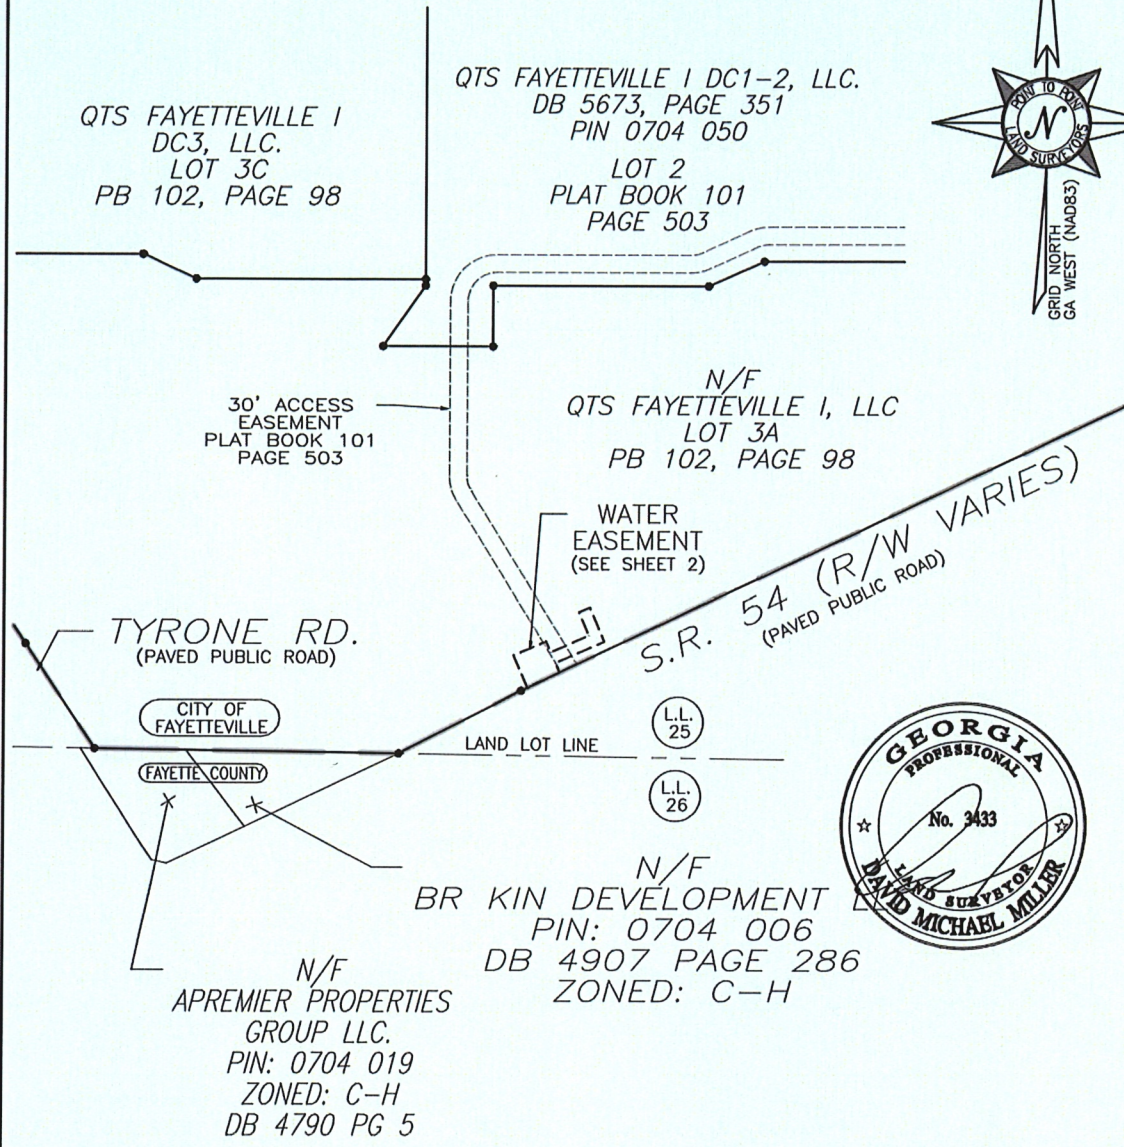 QTS FAYETTEVILLE I
DC3, LLC.
LOT 3C
PB 102, PAGE 98
QTS FAYETTEVILLE I DC1-2, LLC.
DB 5673, PAGE 351
PIN 0704 050
LOT 2
PLAT BOOK 101
PAGE 503
POINT TO POINT
N
LAND SURVEYORS
GRID NORTH
GA WEST (NAD83)
30' ACCESS
EASEMENT
PLAT BOOK 101
PAGE 503
N/F
QTS FAYETTEVILLE I, LLC
LOT 3A
PB 102, PAGE 98
WATER
EASEMENT
(SEE SHEET 2)
S.R. 54 (R/W VARIES)
(PAVED PUBLIC ROAD)
TYRONE RD.
(PAVED PUBLIC ROAD)
CITY OF
FAYETTEVILLE
FAYETTE COUNTY
LAND LOT LINE
L.L.
25
L.L.
26
GEORGIA
PROFESSIONAL
No. 3433
LAND SURVEYOR
DAVID MICHAEL MILLER
N/F
BR KIN DEVELOPMENT
PIN: 0704 006
DB 4907 PAGE 286
ZONED: C-H
N/F
APREMIER PROPERTIES
GROUP LLC.
PIN: 0704 019
ZONED: C-H
DB 4790 PG 5